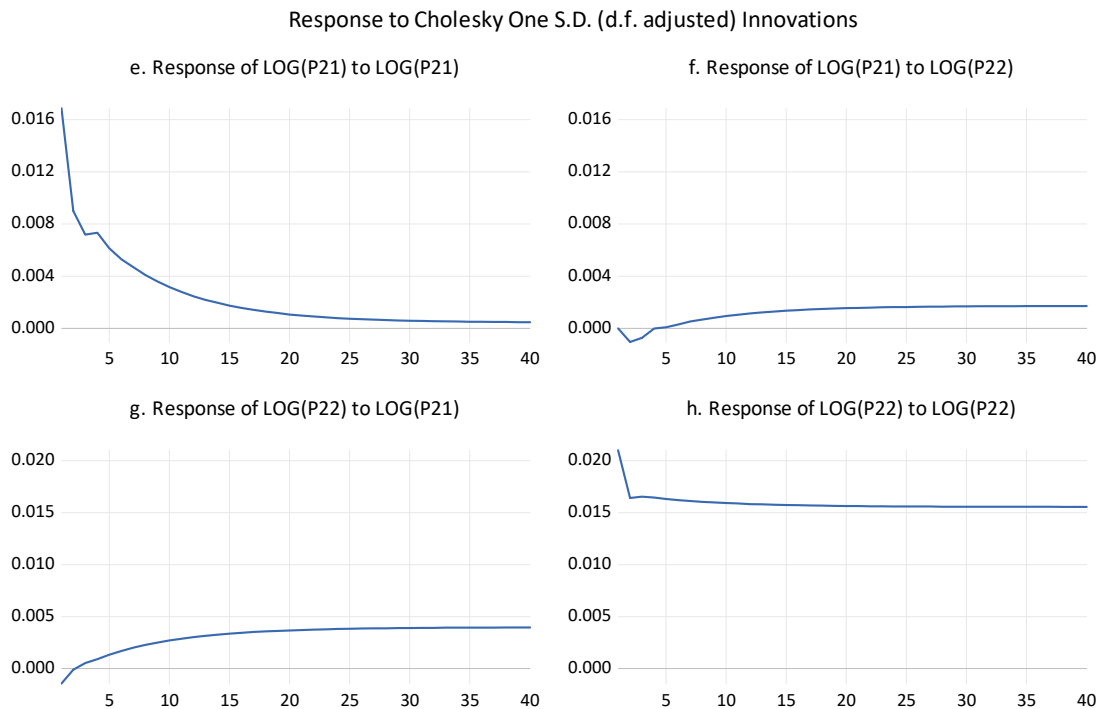 Response to Cholesky One S.D. (d.f. adjusted) Innovations
e. Response of LOG(P21) to LOG(P21)
0.016
0.012
0.008
0.004
0.000
5 10 15 20 25 30 35 40
f. Response of LOG(P21) to LOG(P22)
0.016
0.012
0.008
0.004
0.000
5 10 15 20 25 30 35 40
g. Response of LOG(P22) to LOG(P21)
0.020
0.015
0.010
0.005
0.000
5 10 15 20 25 30 35 40
h. Response of LOG(P22) to LOG(P22)
0.020
0.015
0.010
0.005
0.000
5 10 15 20 25 30 35 40